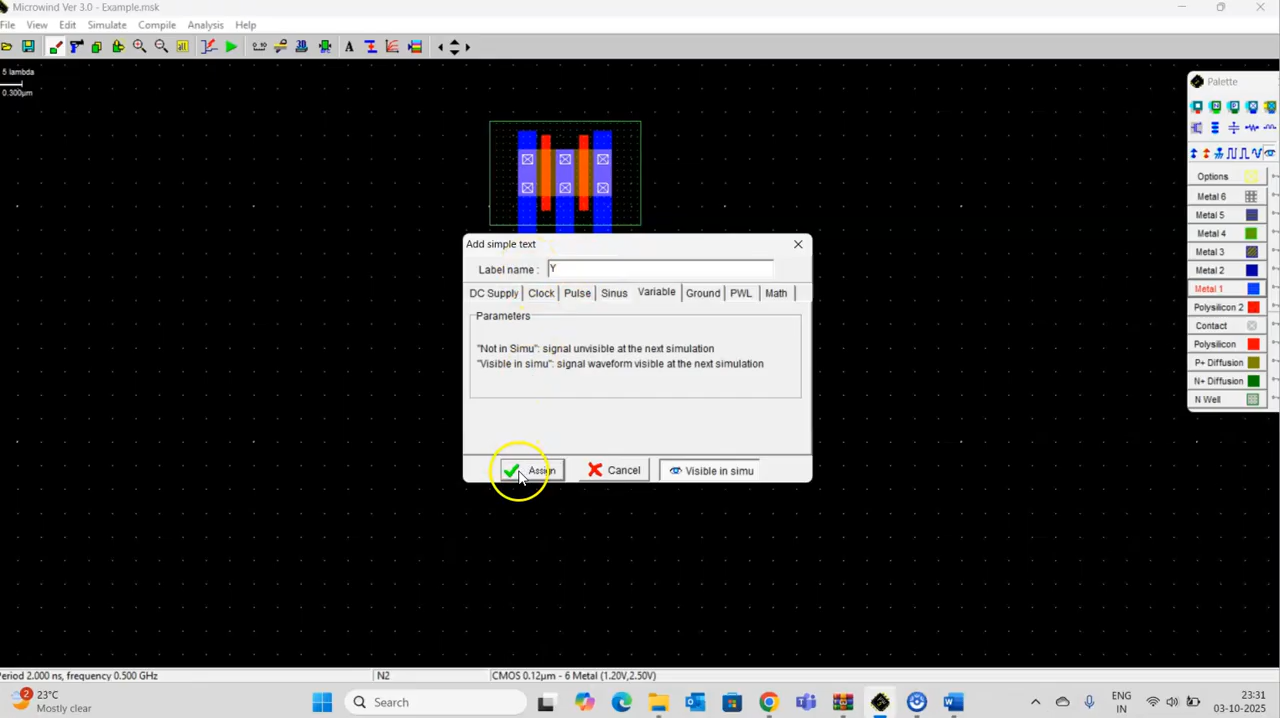 Microwind Ver 3.0 - Example.msk
File View Edit Simulate Compile Analysis Help
5 lambda
0.300µm
Palette
Options
Metal 6
Metal 5
Metal 4
Metal 3
Metal 2
Metal 1
Polysilicon 2
Contact
Polysilicon
P+ Diffusion
N+ Diffusion
N Well
Add simple text
Label name : Y
DC Supply Clock Pulse Sinus Variable Ground PWL Math
Parameters
"Not in Simu": signal unvisible at the next simulation
"Visible in simu": signal waveform visible at the next simulation
Assign Cancel Visible in simu
Period 2.000 ns, frequency 0.500 GHz N2 CMOS 0.12µm - 6 Metal (1.20V,2.50V)
2 23°C
Mostly clear
Search
ENG
IN
23:31
03-10-2025